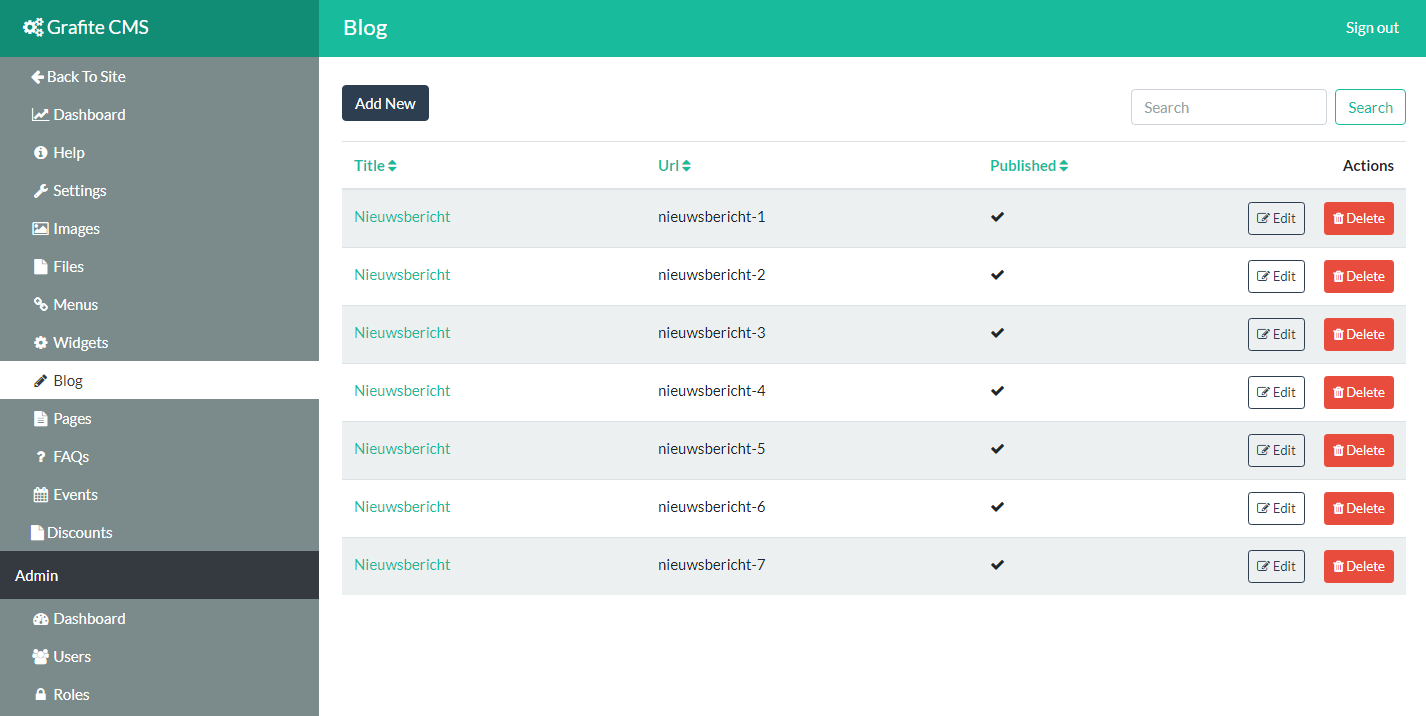 Grafite CMS
Blog
Sign out
Back To Site
Dashboard
Help
Settings
Images
Files
Menus
Widgets
Blog
Pages
FAQs
Events
Discounts
Admin
Dashboard
Users
Roles
Add New
Search Search
Title Url Published Actions
Nieuwsbericht nieuwsbericht-1 Edit Delete
Nieuwsbericht nieuwsbericht-2 Edit Delete
Nieuwsbericht nieuwsbericht-3 Edit Delete
Nieuwsbericht nieuwsbericht-4 Edit Delete
Nieuwsbericht nieuwsbericht-5 Edit Delete
Nieuwsbericht nieuwsbericht-6 Edit Delete
Nieuwsbericht nieuwsbericht-7 Edit Delete